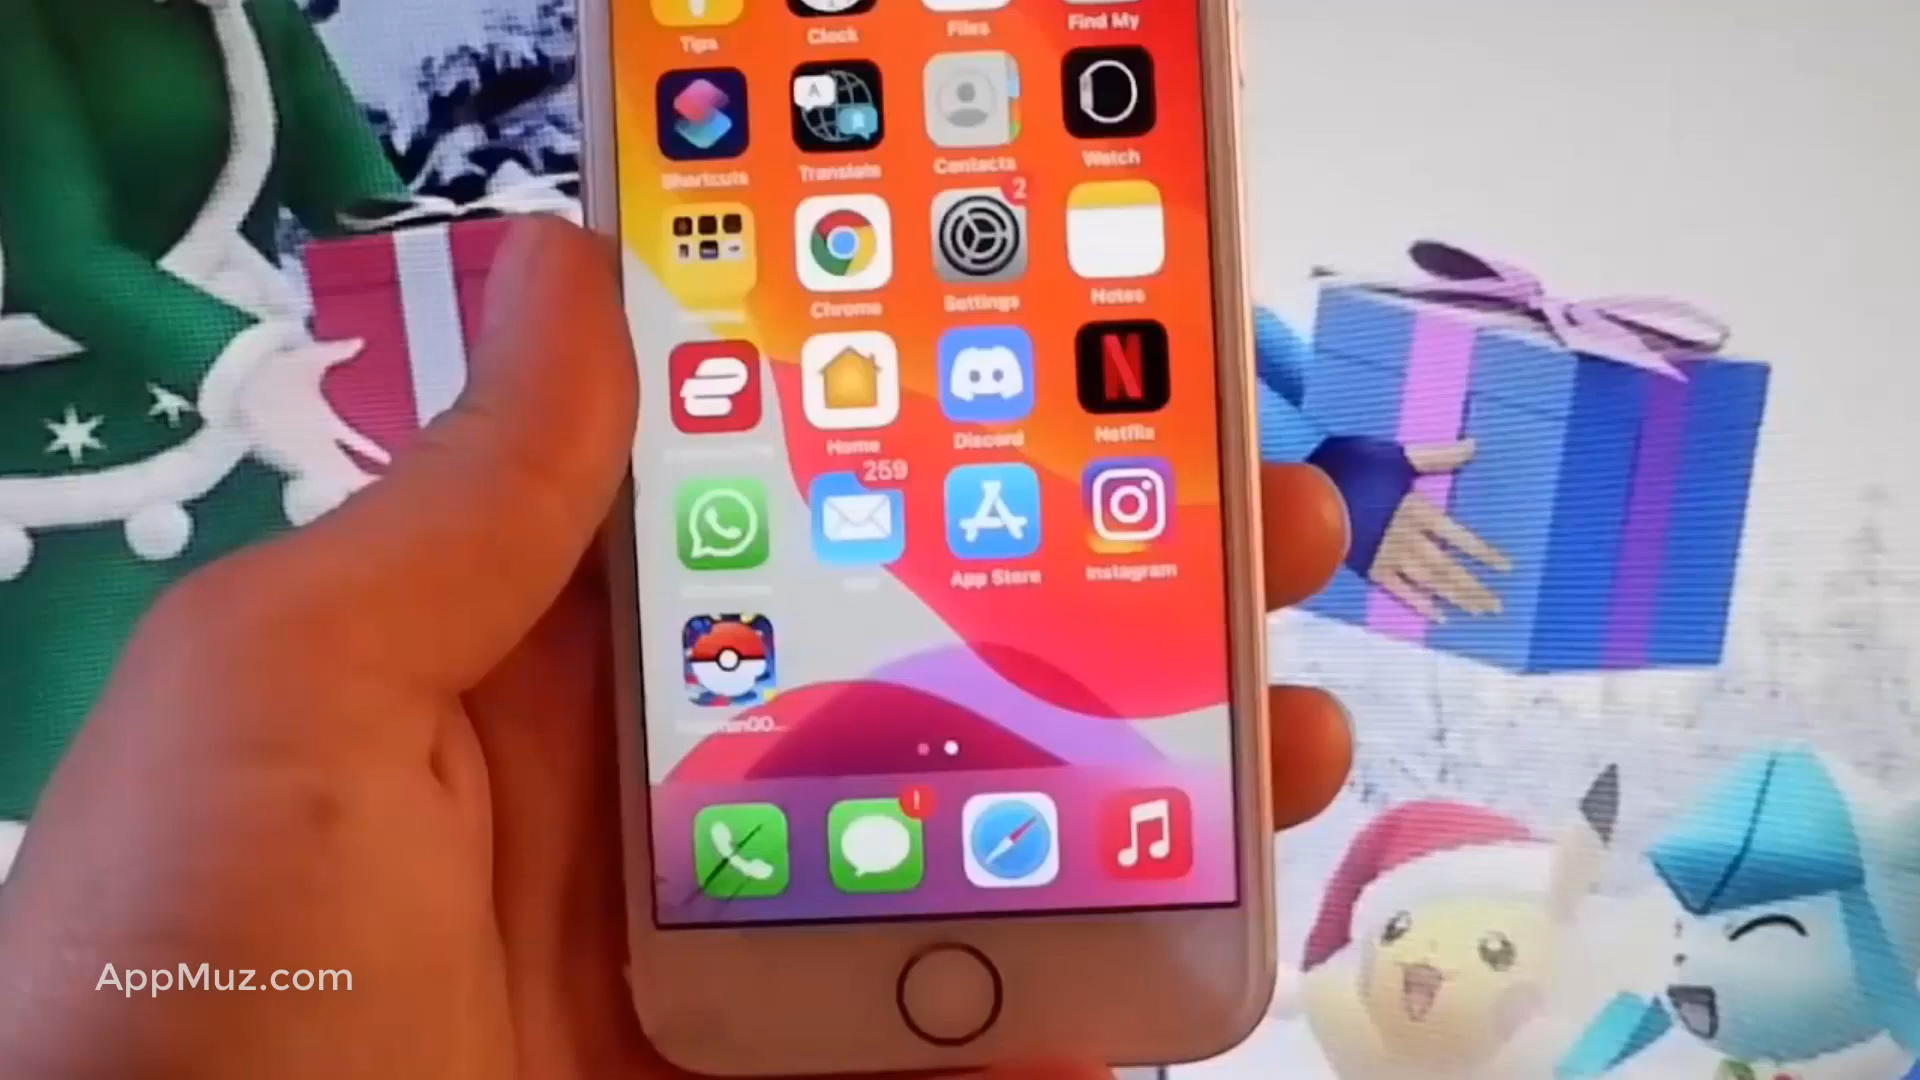 Tips
Clock
Files
Find My
Shortcuts
Translate
Contacts
Watch
2
Chrome
Settings
Notes
Home
Discord
Netflix
259
App Store
Instagram
!
AppMuz.com